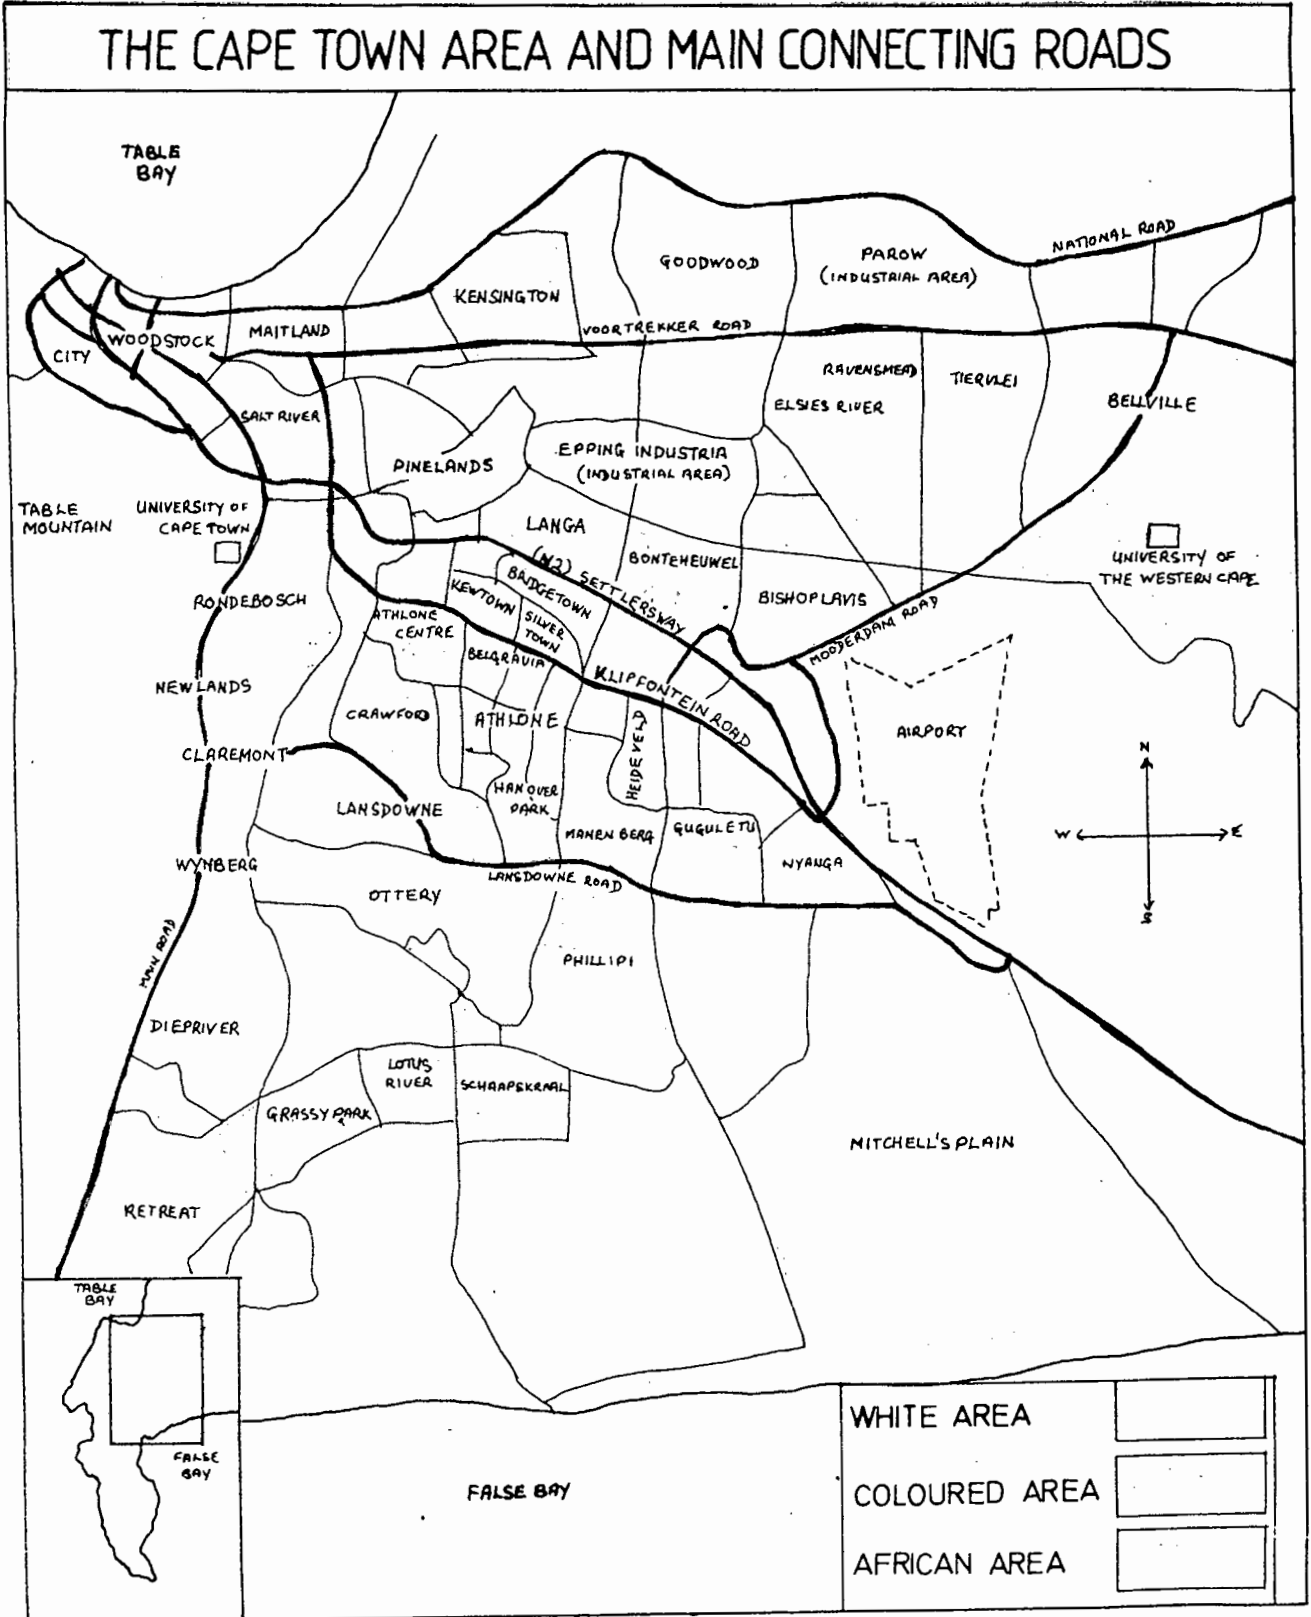 THE CAPE TOWN AREA AND MAIN CONNECTING ROADS
TABLE
BAY
NATIONAL ROAD
GOODWOOD
PAROW
(INDUSTRIAL AREA)
KENSINGTON
VOORTREKKER ROAD
MAITLAND
WOODSTOCK
CITY
RAVENSMEAD
TIERVLEI
ELSIES RIVER
BELLVILLE
SALT RIVER
EPPING INDUSTRIA
(INDUSTRIAL AREA)
PINELANDS
TABLE
MOUNTAIN
UNIVERSITY OF
CAPE TOWN
LANGA
(N2) SETTLERSWAY
BONTEHEUWEL
UNIVERSITY OF
THE WESTERN CAPE
BRIDGETOWN
KEWTOWN
BISHOP LAVIS
RONDEBOSCH
ATHLONE
CENTRE
SILVER
TOWN
MODDERDAM ROAD
BELGRAVIA
KLIPFONTEIN ROAD
NEWLANDS
CRAWFORD
ATHLONE
HEIDEVELD
AIRPORT
CLAREMONT
N
W
E
S
HANOVER
PARK
LANSDOWNE
MANENBERG
GUGULETU
NYANGA
WYNBERG
LANSDOWNE ROAD
OTTERY
MAIN ROAD
PHILLIPI
DIEPRIVER
LOTUS
RIVER
SCHAAPSKRAAL
GRASSY PARK
MITCHELL'S PLAIN
RETREAT
TABLE
BAY
FALSE
BAY
FALSE BAY
WHITE AREA
COLOURED AREA
AFRICAN AREA